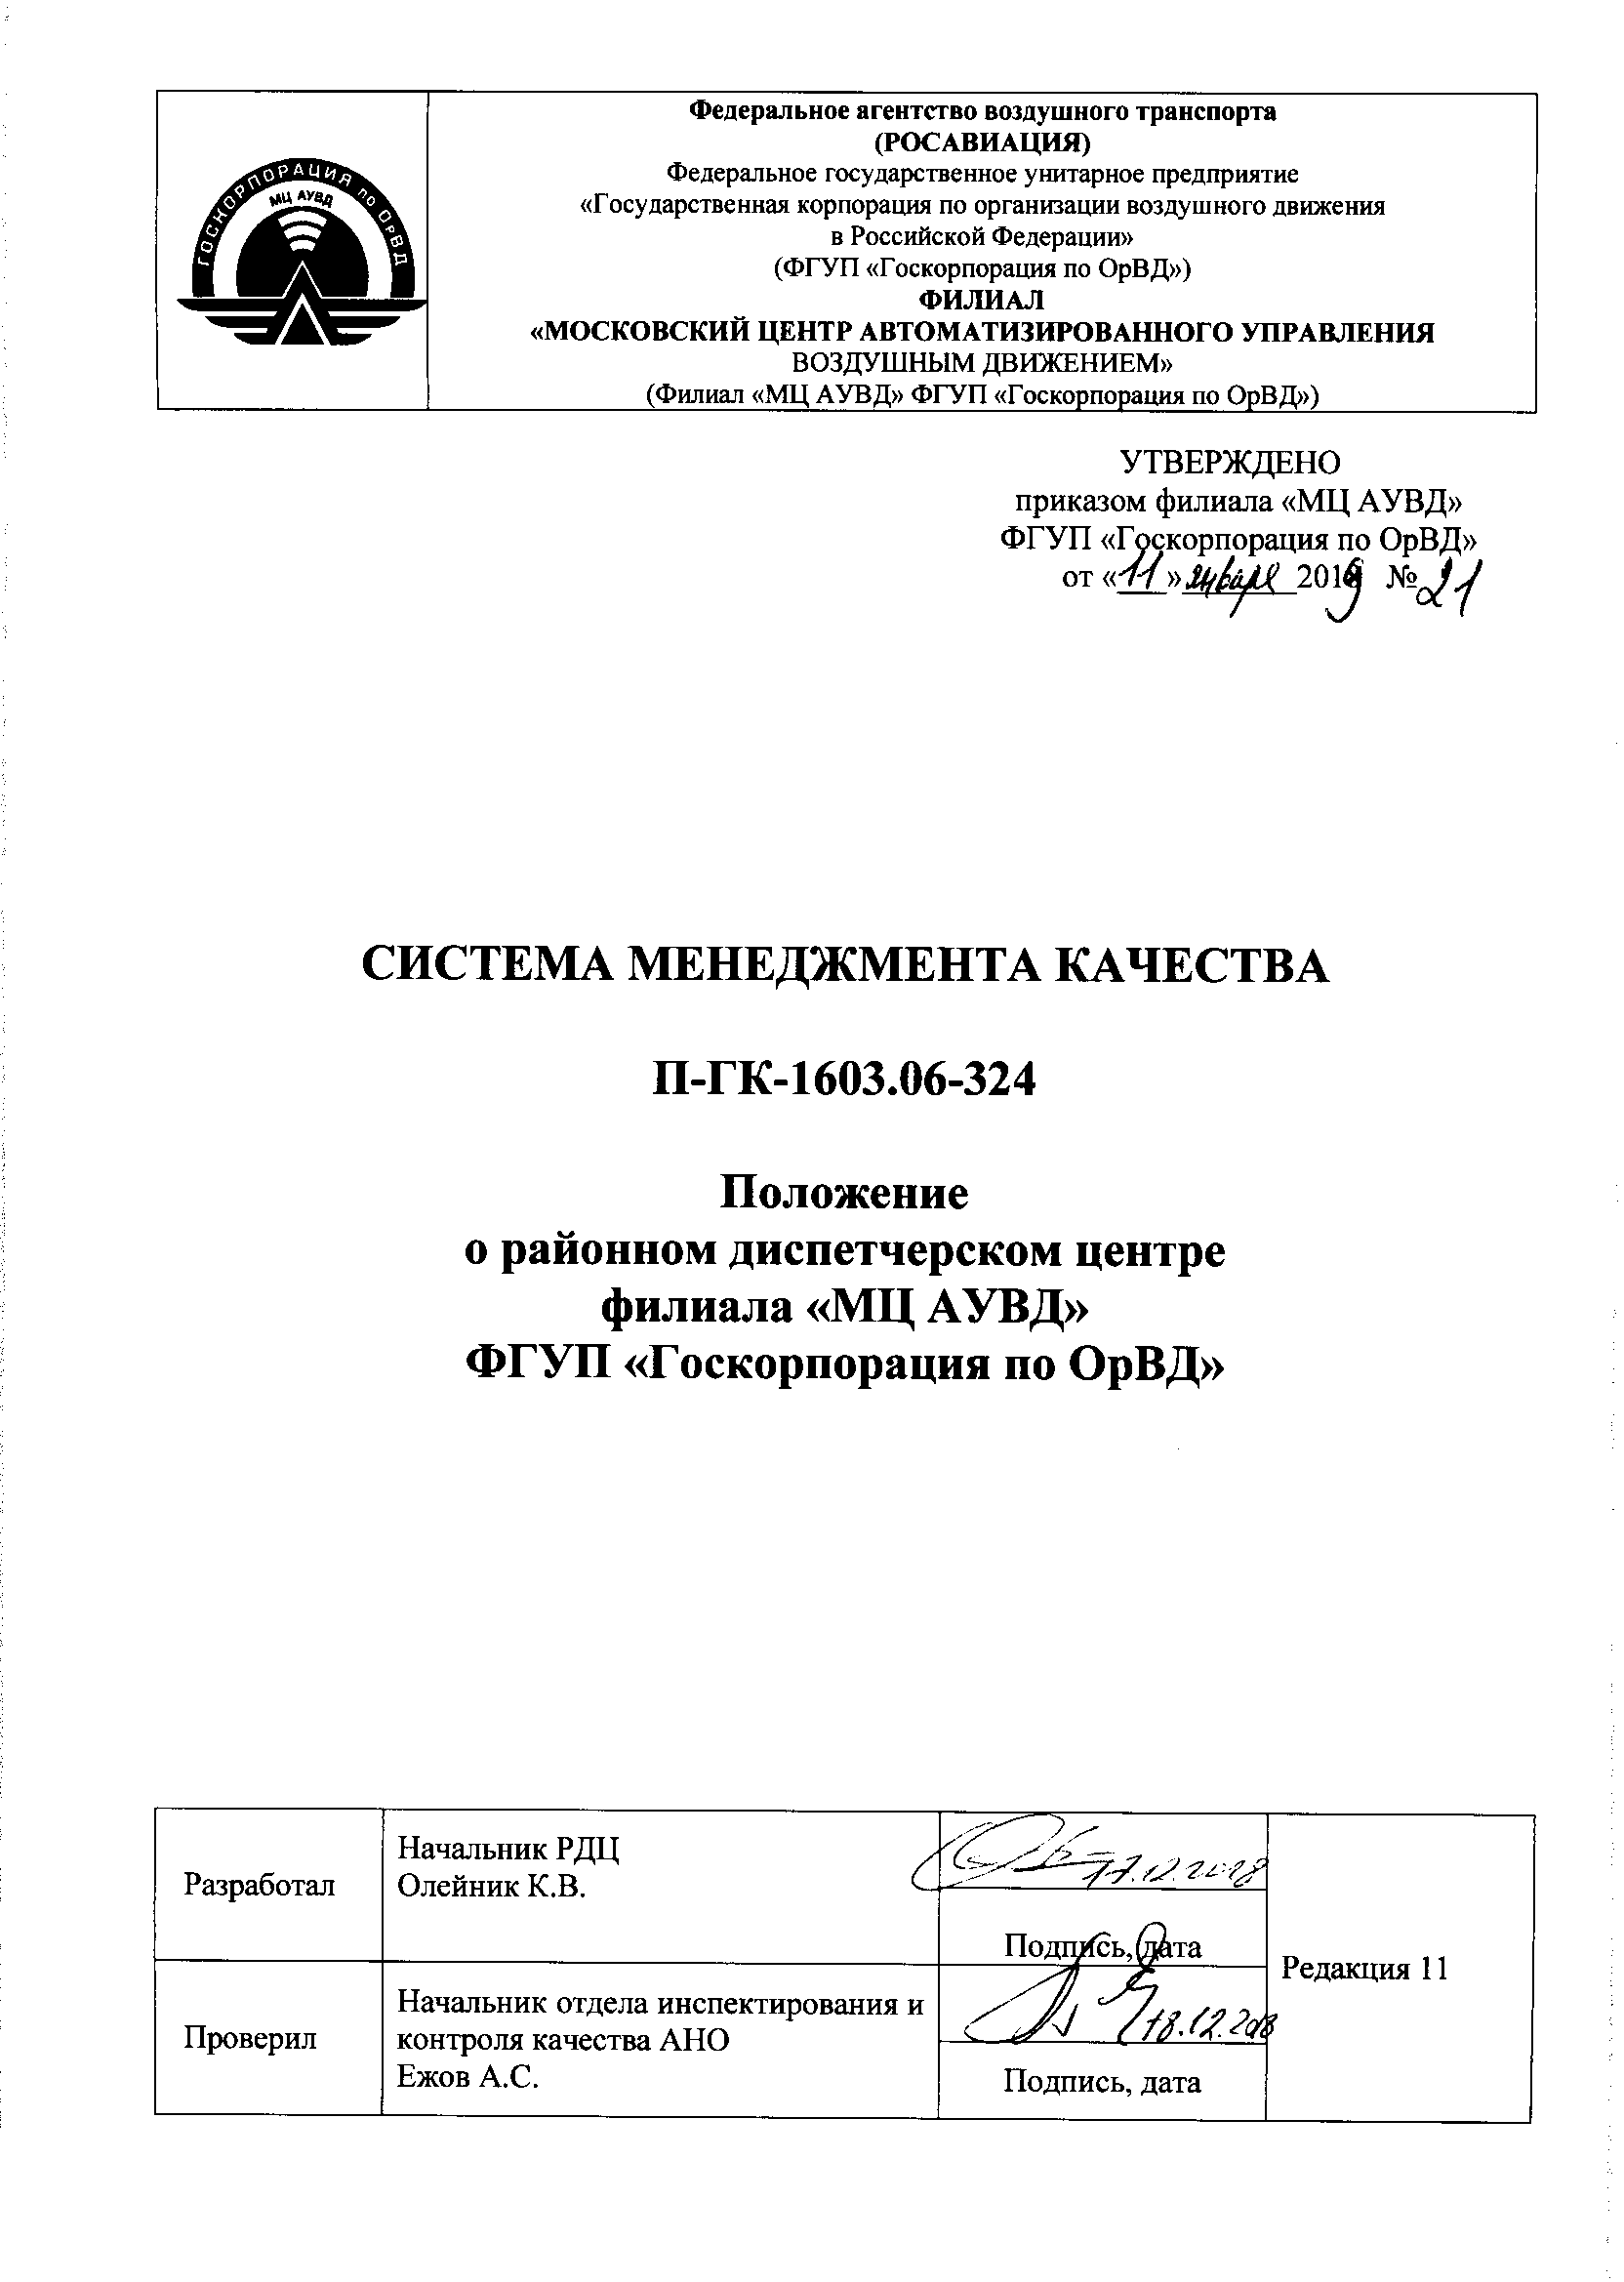 ГОСКОРПОРАЦИЯ по ОрВД
МЦ АУВД
Федеральное агентство воздушного транспорта
(РОСАВИАЦИЯ)
Федеральное государственное унитарное предприятие
«Государственная корпорация по организации воздушного движения
в Российской Федерации»
(ФГУП «Госкорпорация по ОрВД»)
ФИЛИАЛ
«МОСКОВСКИЙ ЦЕНТР АВТОМАТИЗИРОВАННОГО УПРАВЛЕНИЯ
ВОЗДУШНЫМ ДВИЖЕНИЕМ»
(Филиал «МЦ АУВД» ФГУП «Госкорпорация по ОрВД»)
УТВЕРЖДЕНО
приказом филиала «МЦ АУВД»
ФГУП «Госкорпорация по ОрВД»
от «11» января 2019 № 21
СИСТЕМА МЕНЕДЖМЕНТА КАЧЕСТВА
П-ГК-1603.06-324
Положение
о районном диспетчерском центре
филиала «МЦ АУВД»
ФГУП «Госкорпорация по ОрВД»
Разработал
Начальник РДЦ
Олейник К.В.
17.12.2018
Подпись, дата
Проверил
Начальник отдела инспектирования и
контроля качества АНО
Ежов А.С.
18.12.2018
Подпись, дата
Редакция 11